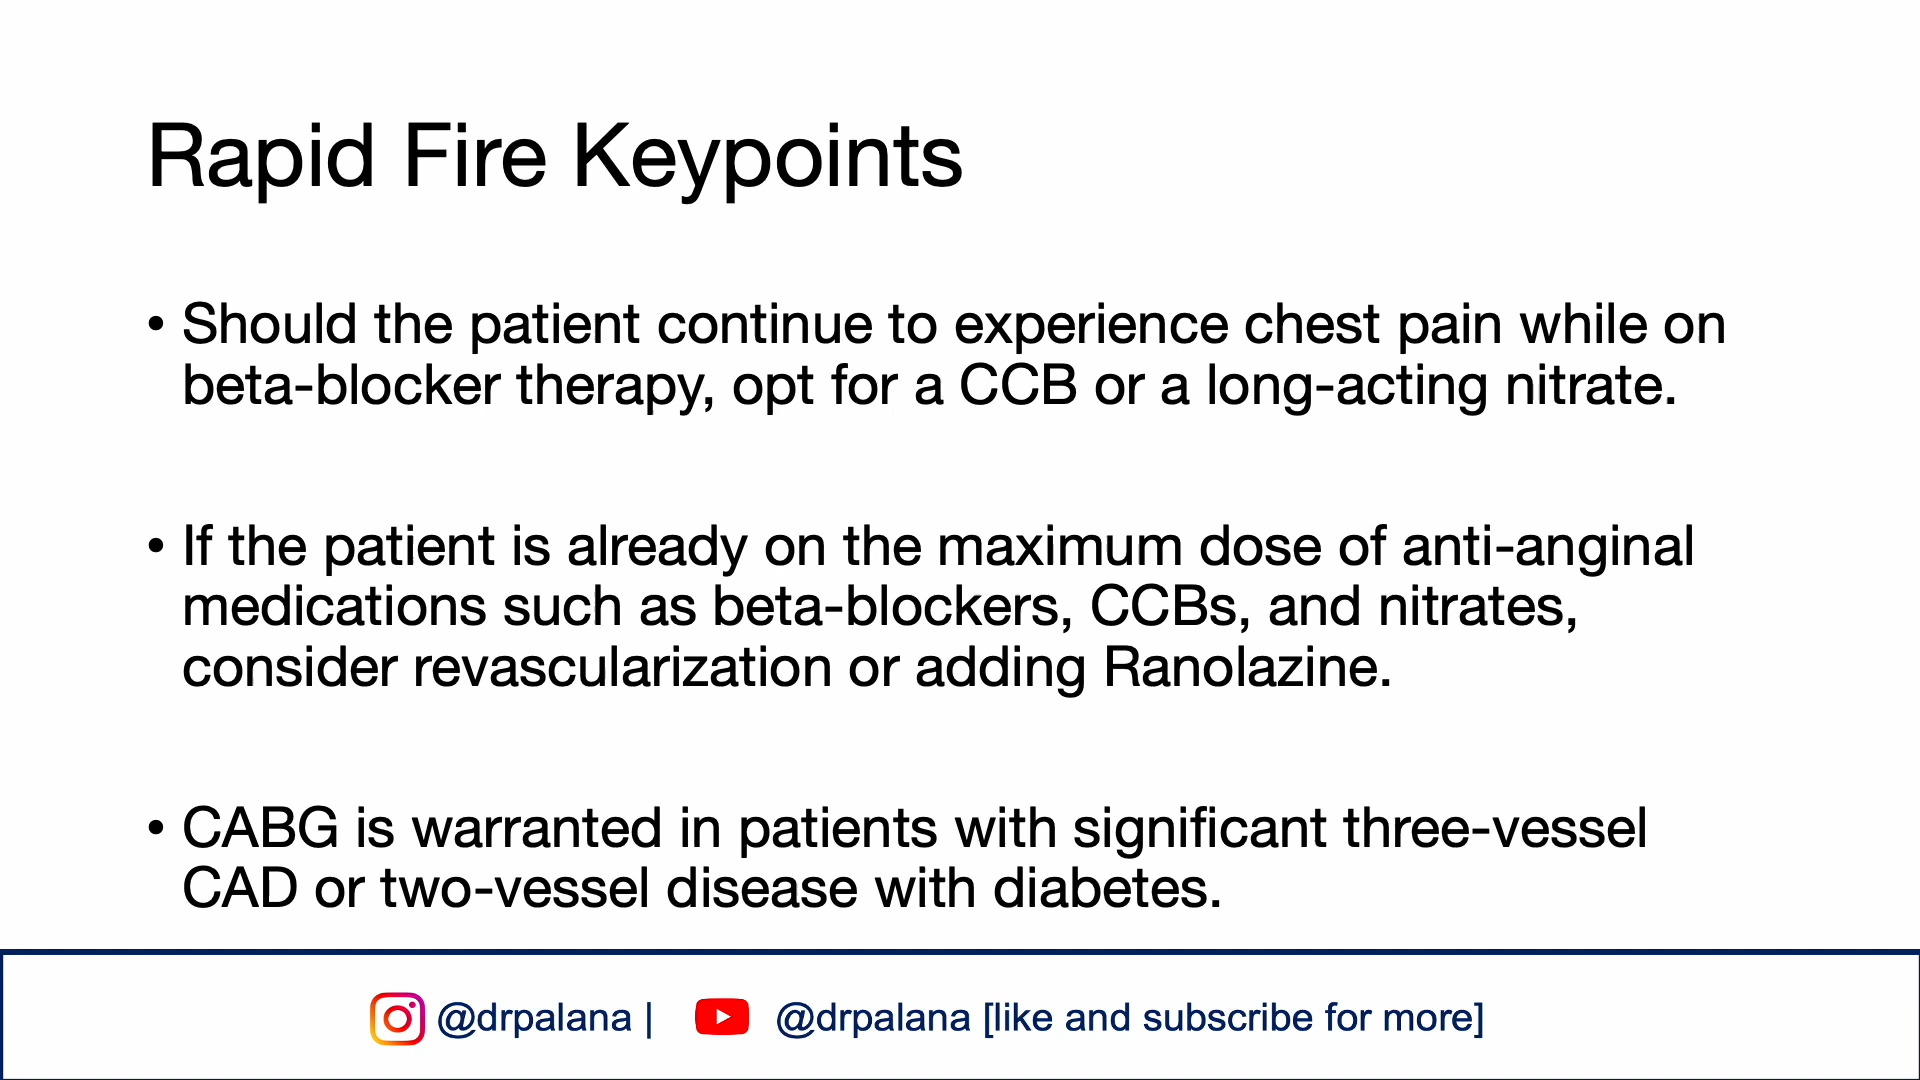 Rapid Fire Keypoints
• Should the patient continue to experience chest pain while on
beta-blocker therapy, opt for a CCB or a long-acting nitrate.
• If the patient is already on the maximum dose of anti-anginal
medications such as beta-blockers, CCBs, and nitrates,
consider revascularization or adding Ranolazine.
• CABG is warranted in patients with significant three-vessel
CAD or two-vessel disease with diabetes.
@drpalana | @drpalana [like and subscribe for more]